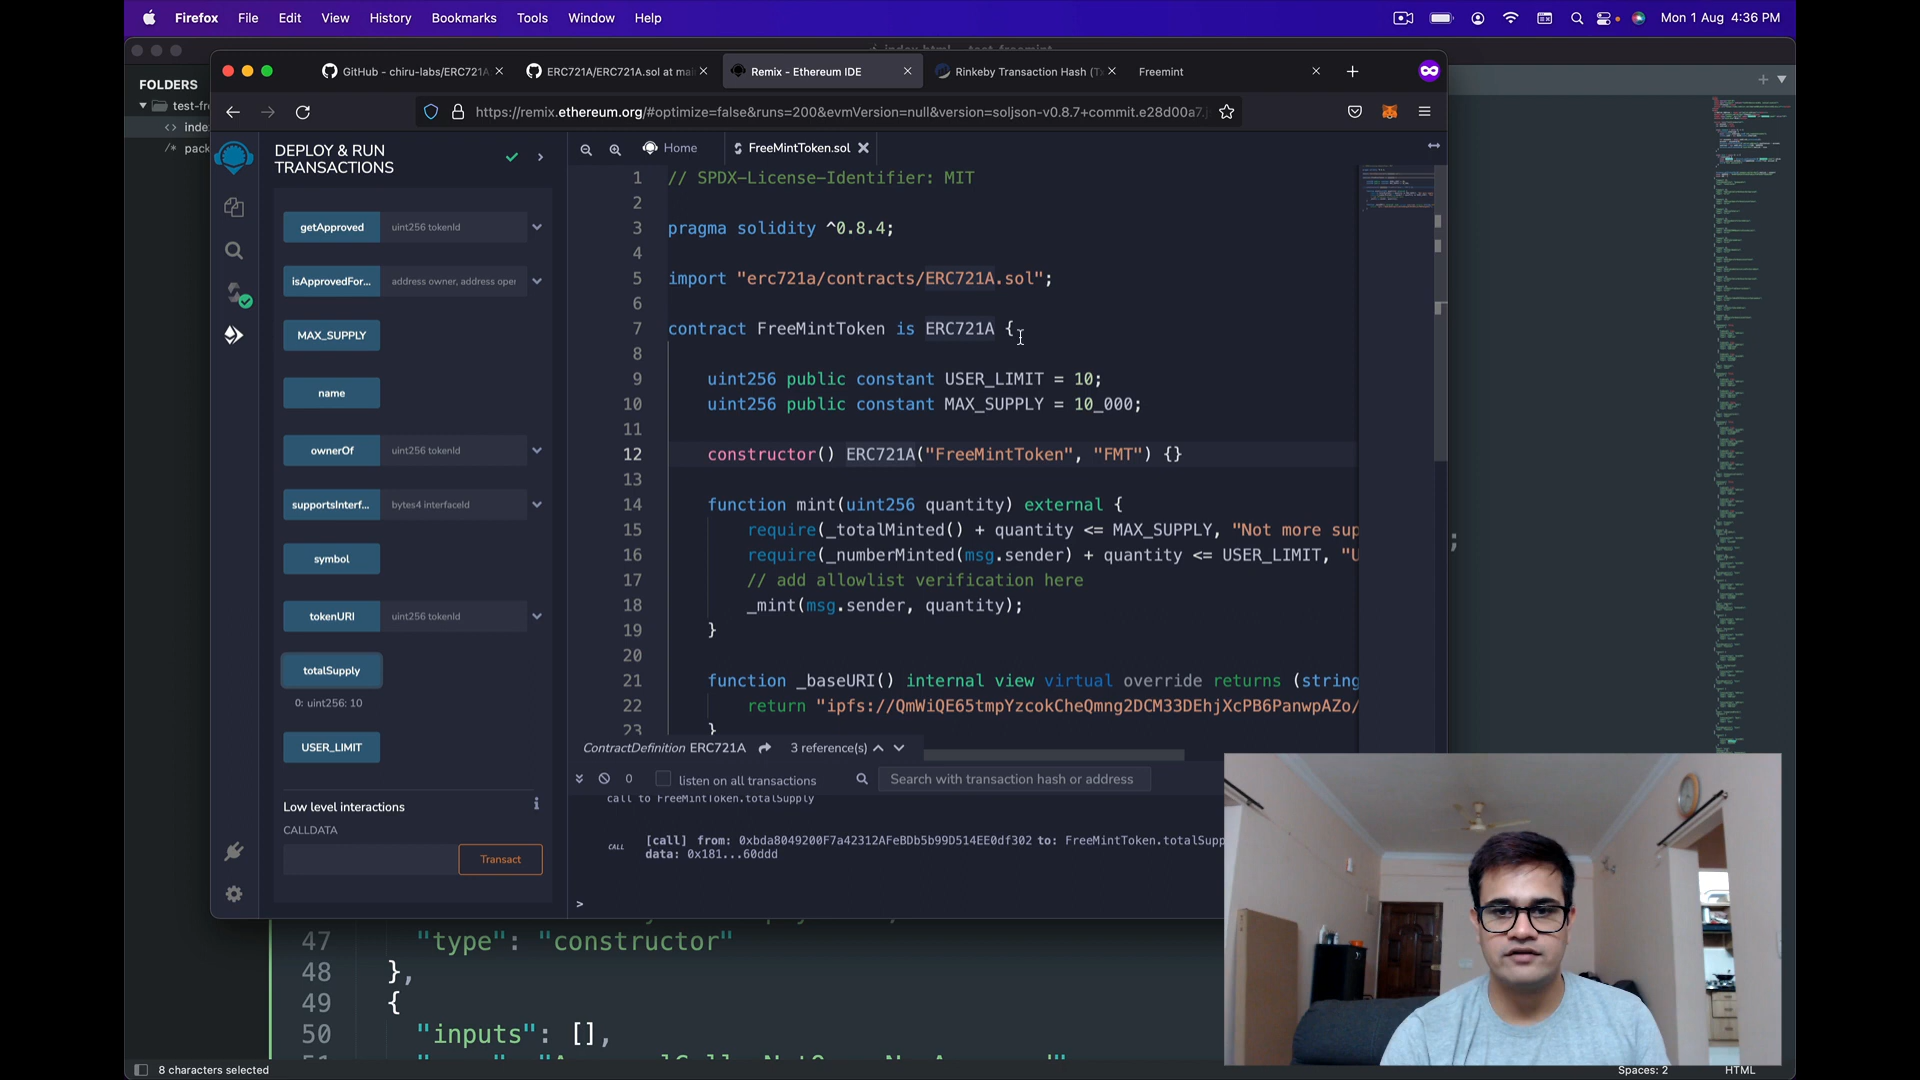 Firefox File Edit View History Bookmarks Tools Window Help
Mon 1 Aug 4:36 PM
index.html — test-freemint
FOLDERS
test-fr
<> inde
/* pack
GitHub - chiru-labs/ERC721A
ERC721A/ERC721A.sol at mai
Remix - Ethereum IDE
Rinkeby Transaction Hash (Tx
Freemint
https://remix.ethereum.org/#optimize=false&runs=200&evmVersion=null&version=soljson-v0.8.7+commit.e28d00a7.j
DEPLOY & RUN
TRANSACTIONS
getApproved uint256 tokenId
isApprovedFor... address owner, address oper
MAX_SUPPLY
name
ownerOf uint256 tokenId
supportsInterf... bytes4 interfaceId
symbol
tokenURI uint256 tokenId
totalSupply
0: uint256: 10
USER_LIMIT
Low level interactions
i
CALLDATA
Transact
Home
FreeMintToken.sol
1 // SPDX-License-Identifier: MIT
2
3 pragma solidity ^0.8.4;
4
5 import "erc721a/contracts/ERC721A.sol";
6
7 contract FreeMintToken is ERC721A {
8
9 uint256 public constant USER_LIMIT = 10;
10 uint256 public constant MAX_SUPPLY = 10_000;
11
12 constructor() ERC721A("FreeMintToken", "FMT") {}
13
14 function mint(uint256 quantity) external {
15 require(_totalMinted() + quantity <= MAX_SUPPLY, "Not more sup
16 require(_numberMinted(msg.sender) + quantity <= USER_LIMIT, "U
17 // add allowlist verification here
18 _mint(msg.sender, quantity);
19 }
20
21 function _baseURI() internal view virtual override returns (string
22 return "ipfs://QmWiQE65tmpYzcokCheQmng2DCM33DEhjXcPB6PanwpAZo/
23 }
ContractDefinition ERC721A 3 reference(s)
0 listen on all transactions Search with transaction hash or address
call to FreeMintToken.totalSupply
CALL [call] from: 0xbda8049200F7a42312AFeBDb5b99D514EE0df302 to: FreeMintToken.totalSupp
data: 0x181...60ddd
>
;
47 "type": "constructor"
48 },
49 {
50 "inputs": [],
8 characters selected
Spaces: 2
HTML